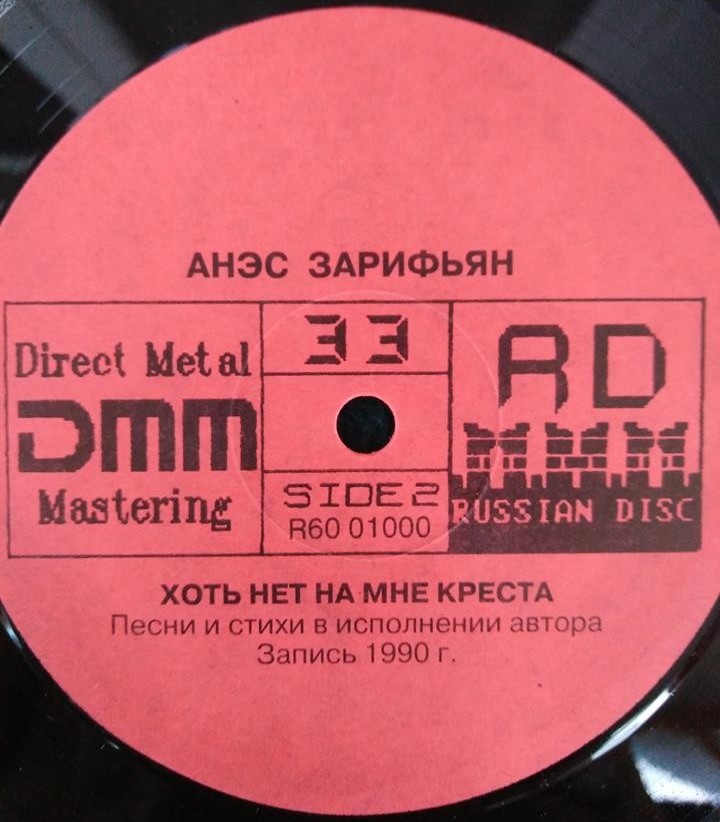 АНЭС ЗАРИФЬЯН
Direct Metal
DMM
Mastering
33
SIDE 2
R60 01000
RD
RUSSIAN DISC
ХОТЬ НЕТ НА МНЕ КРЕСТА
Песни и стихи в исполнении автора
Запись 1990 г.